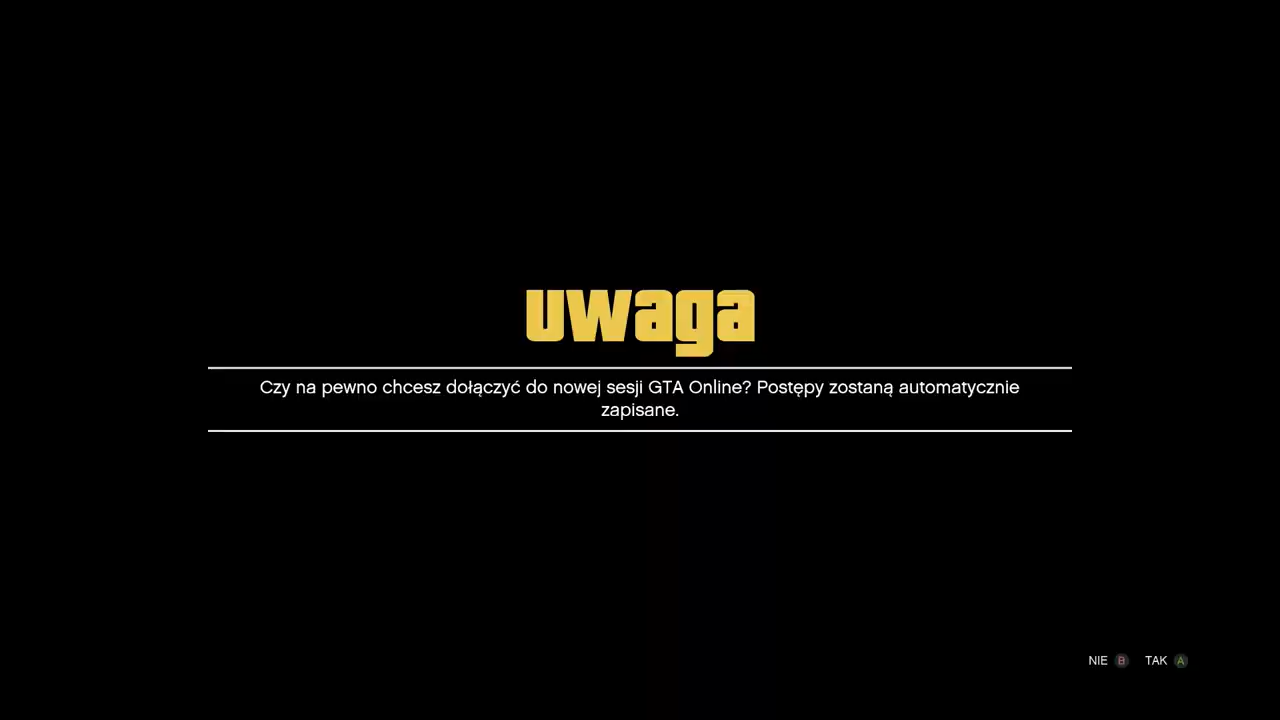 uwaga
Czy na pewno chcesz dołączyć do nowej sesji GTA Online? Postępy zostaną automatycznie
zapisane.
NIE B TAK A